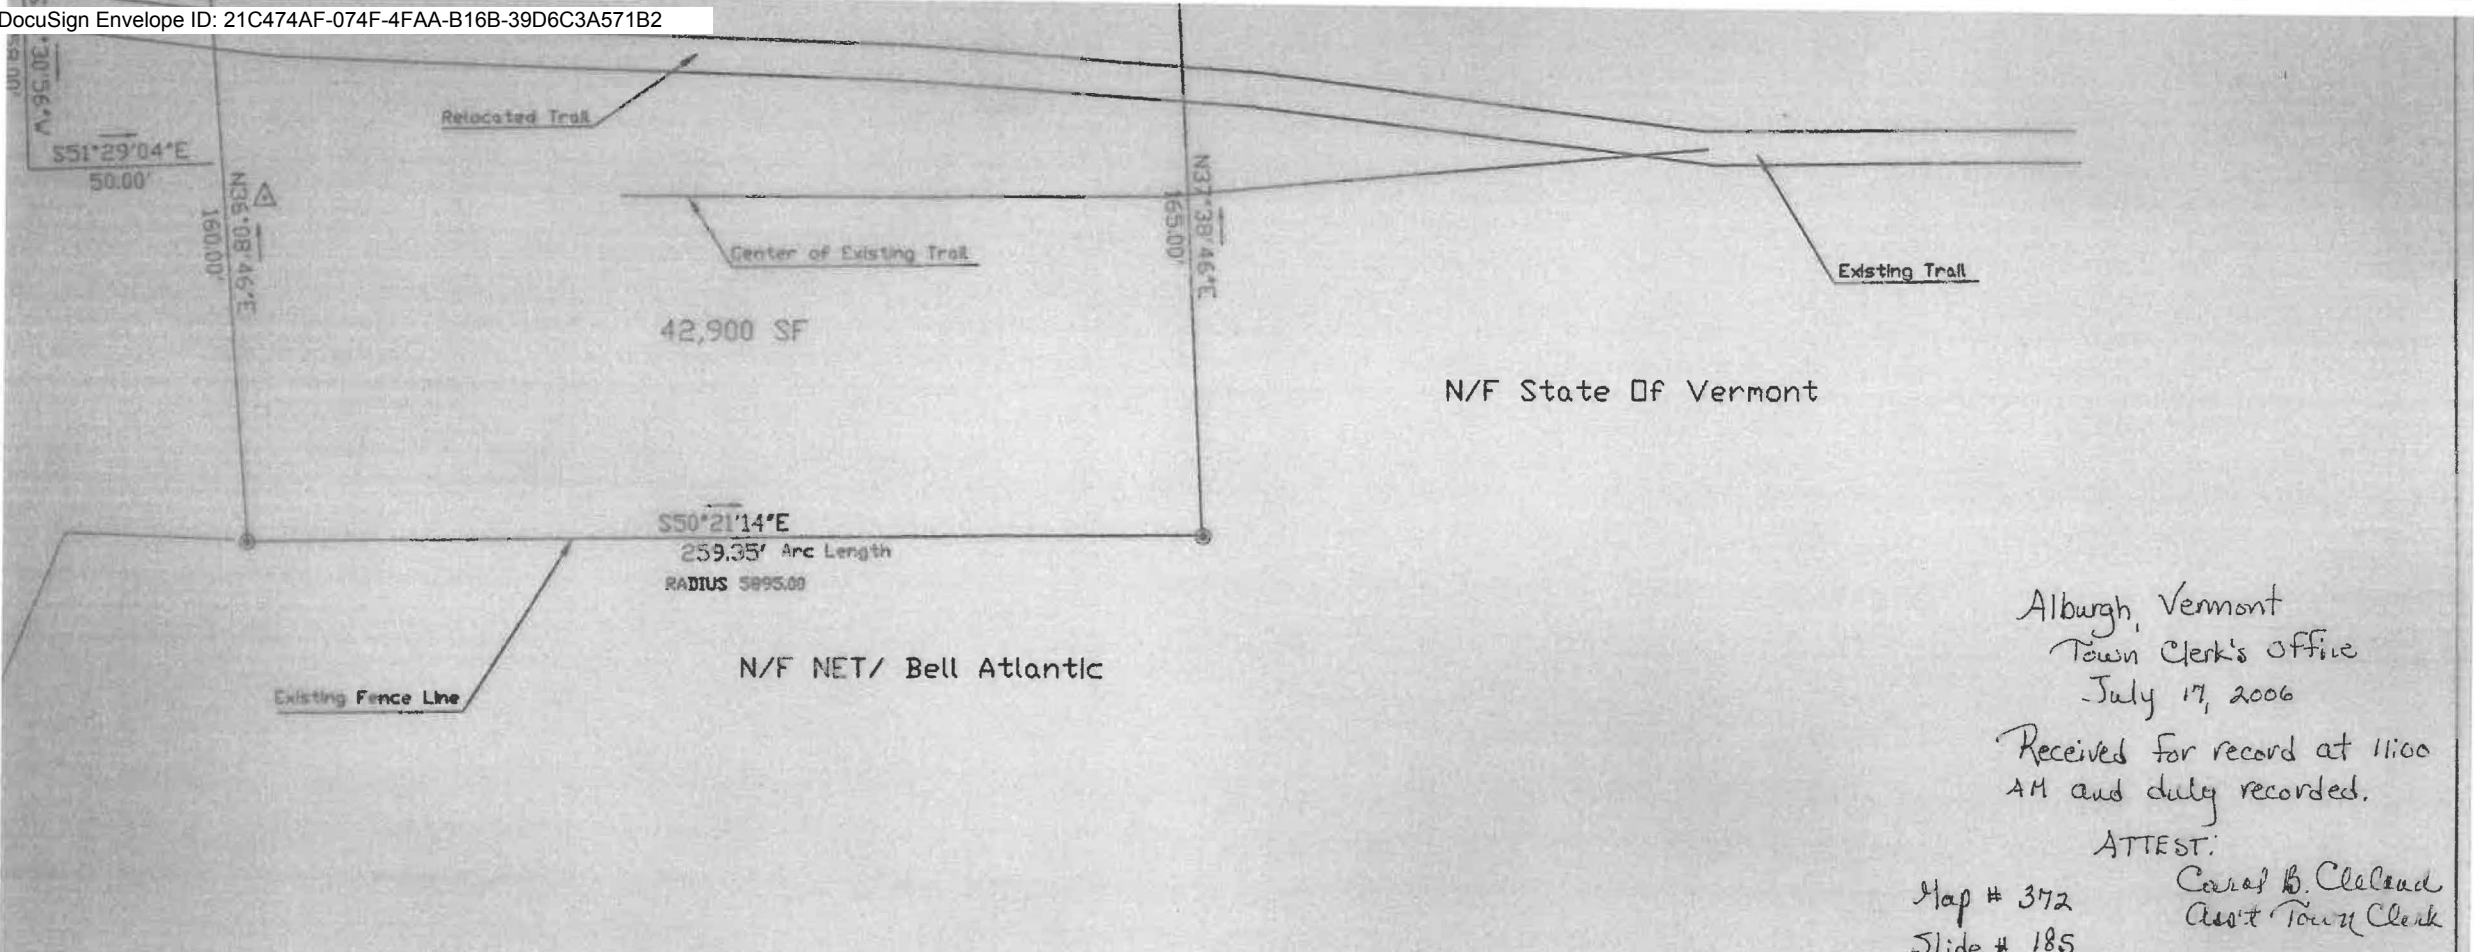 DocuSign Envelope ID: 21C474AF-074F-4FAA-B16B-39D6C3A571B2
30'56"W
S51°29'04"E
50.00'
N36°08'46"E
160.00'
Relocated Trail
Center of Existing Trail
N37°38'46"E
165.00'
Existing Trail
42,900 SF
N/F State Of Vermont
S50°21'14"E
259.35' Arc Length
RADIUS 5895.00
N/F NET/ Bell Atlantic
Existing Fence Line
Alburgh, Vermont
Town Clerk's Office
July 17, 2006
Received for record at 11:00
AM and duly recorded.
ATTEST:
Carol B. Cleland
Ass't Town Clerk
Map # 372
Slide # 185